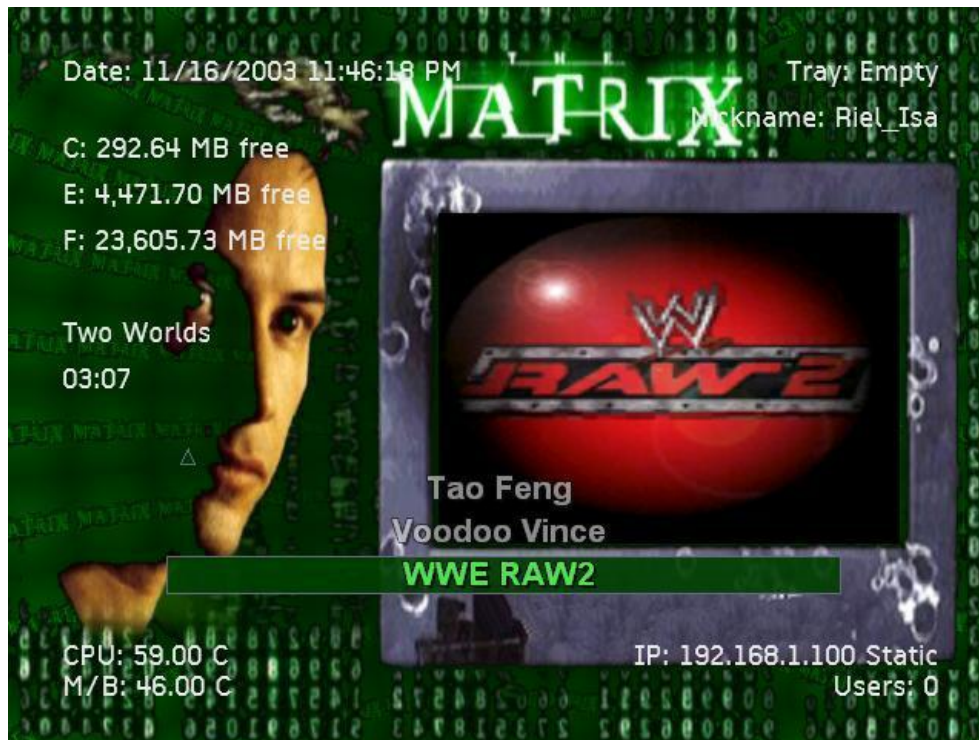 Date: 11/16/2003 11:46:18 PM
THE
MATRIX
Tray: Empty
Nickname: Riel_Isa
C: 292.64 MB free
E: 4,471.70 MB free
F: 23,605.73 MB free
Two Worlds
03:07
W
RAW 2
Tao Feng
Voodoo Vince
WWE RAW2
CPU: 59.00 C
M/B: 46.00 C
IP: 192.168.1.100 Static
Users: 0